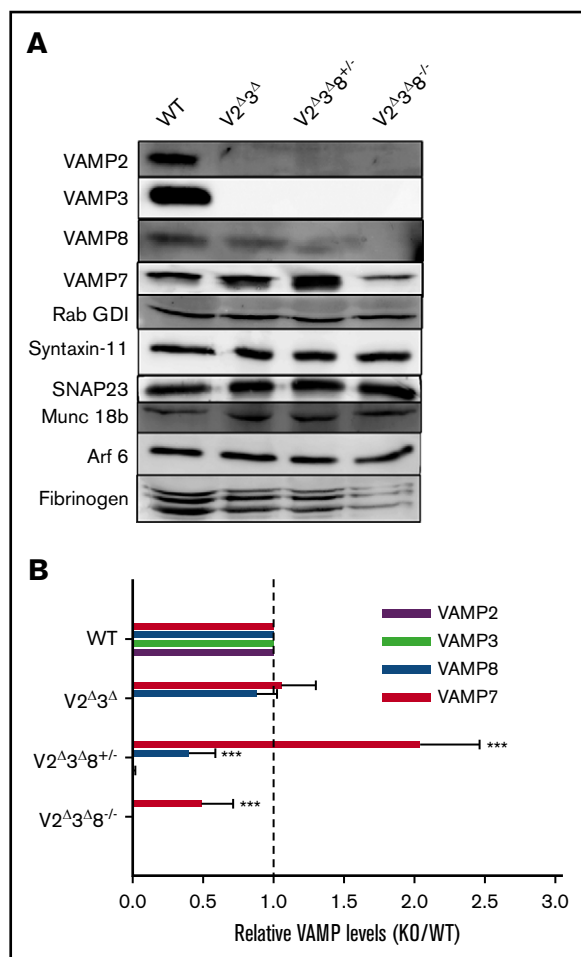 A
WT V2Δ3Δ V2Δ3Δ8+/- V2Δ3Δ8-/-
VAMP2
VAMP3
VAMP8
VAMP7
Rab GDI
Syntaxin-11
SNAP23
Munc 18b
Arf 6
Fibrinogen
B
WT
V2Δ3Δ
V2Δ3Δ8+/-
V2Δ3Δ8-/-
VAMP2
VAMP3
VAMP8
VAMP7
***
***
***
0.0 0.5 1.0 1.5 2.0 2.5 3.0
Relative VAMP levels (KO/WT)